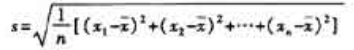 s=√(1/n[(x₁-x̄)²+(x₂-x̄)²+···+(xₙ-x̄)²])